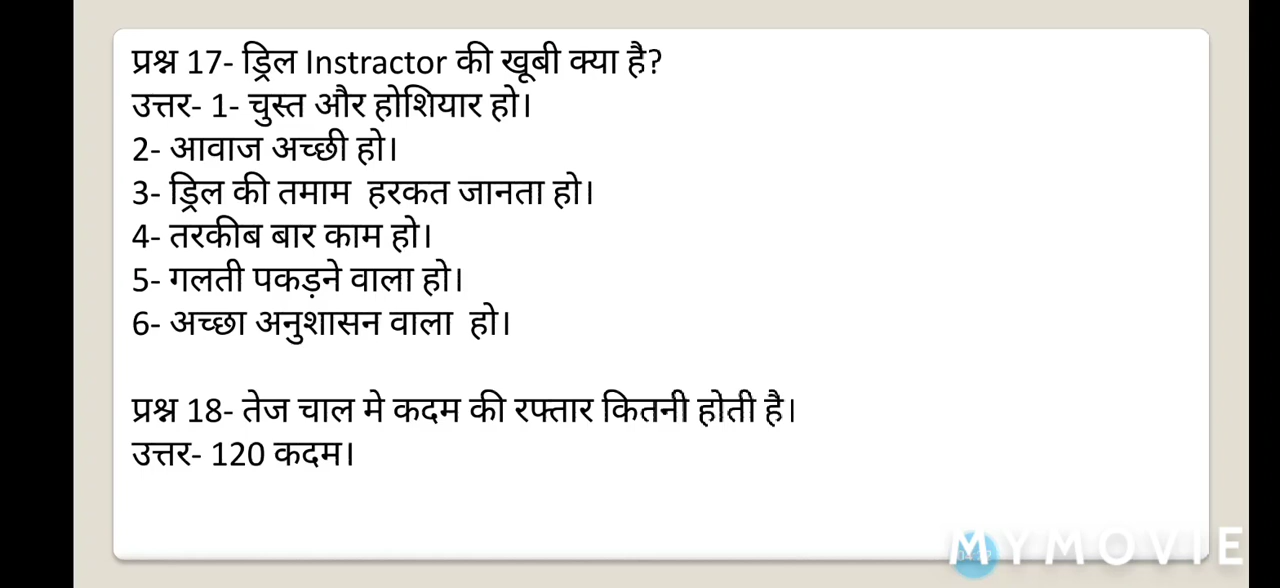 प्रश्न 17- ड्रिल Instractor की खूबी क्या है?
उत्तर- 1- चुस्त और होशियार हो।
2- आवाज अच्छी हो।
3- ड्रिल की तमाम हरकत जानता हो।
4- तरकीब बार काम हो।
5- गलती पकड़ने वाला हो।
6- अच्छा अनुशासन वाला हो।
प्रश्न 18- तेज चाल मे कदम की रफ्तार कितनी होती है।
उत्तर- 120 कदम।
MYMOVIE